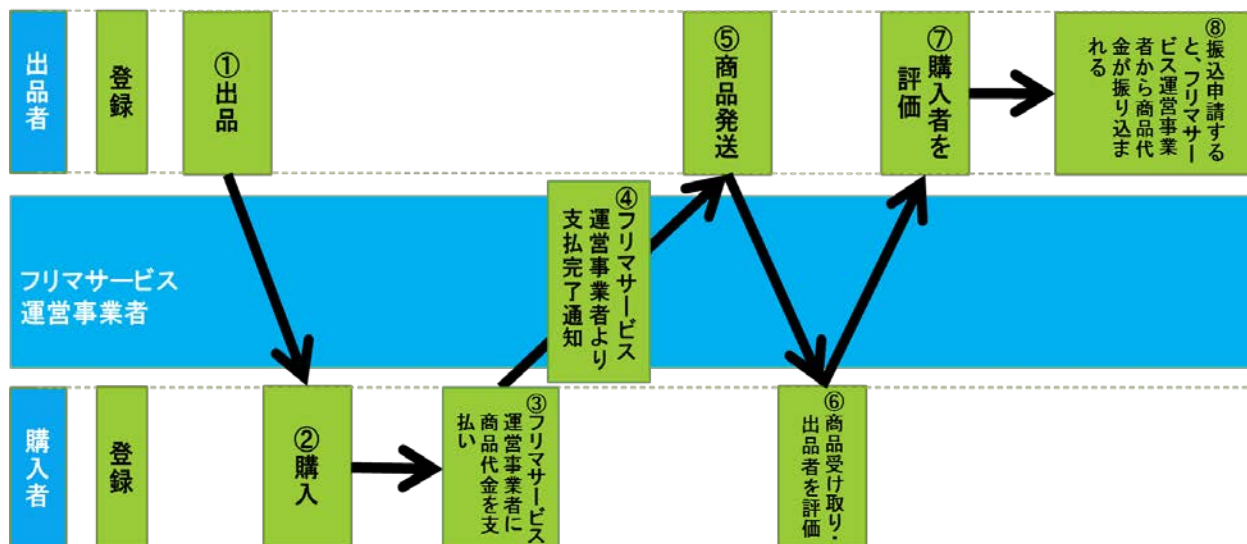 出品者
登録
①出品
⑤商品発送
⑦購入者を
評価
⑧振込申請する
と、フリマサー
ビス運営事業
者から商品代
金が振り込ま
れる
フリマサービス
運営事業者
④フリマサービス
運営事業者より
支払完了通知
購入者
登録
②購入
③フリマサービス
運営事業者に
商品代金を支
払い
⑥商品受け取り・
出品者を評価